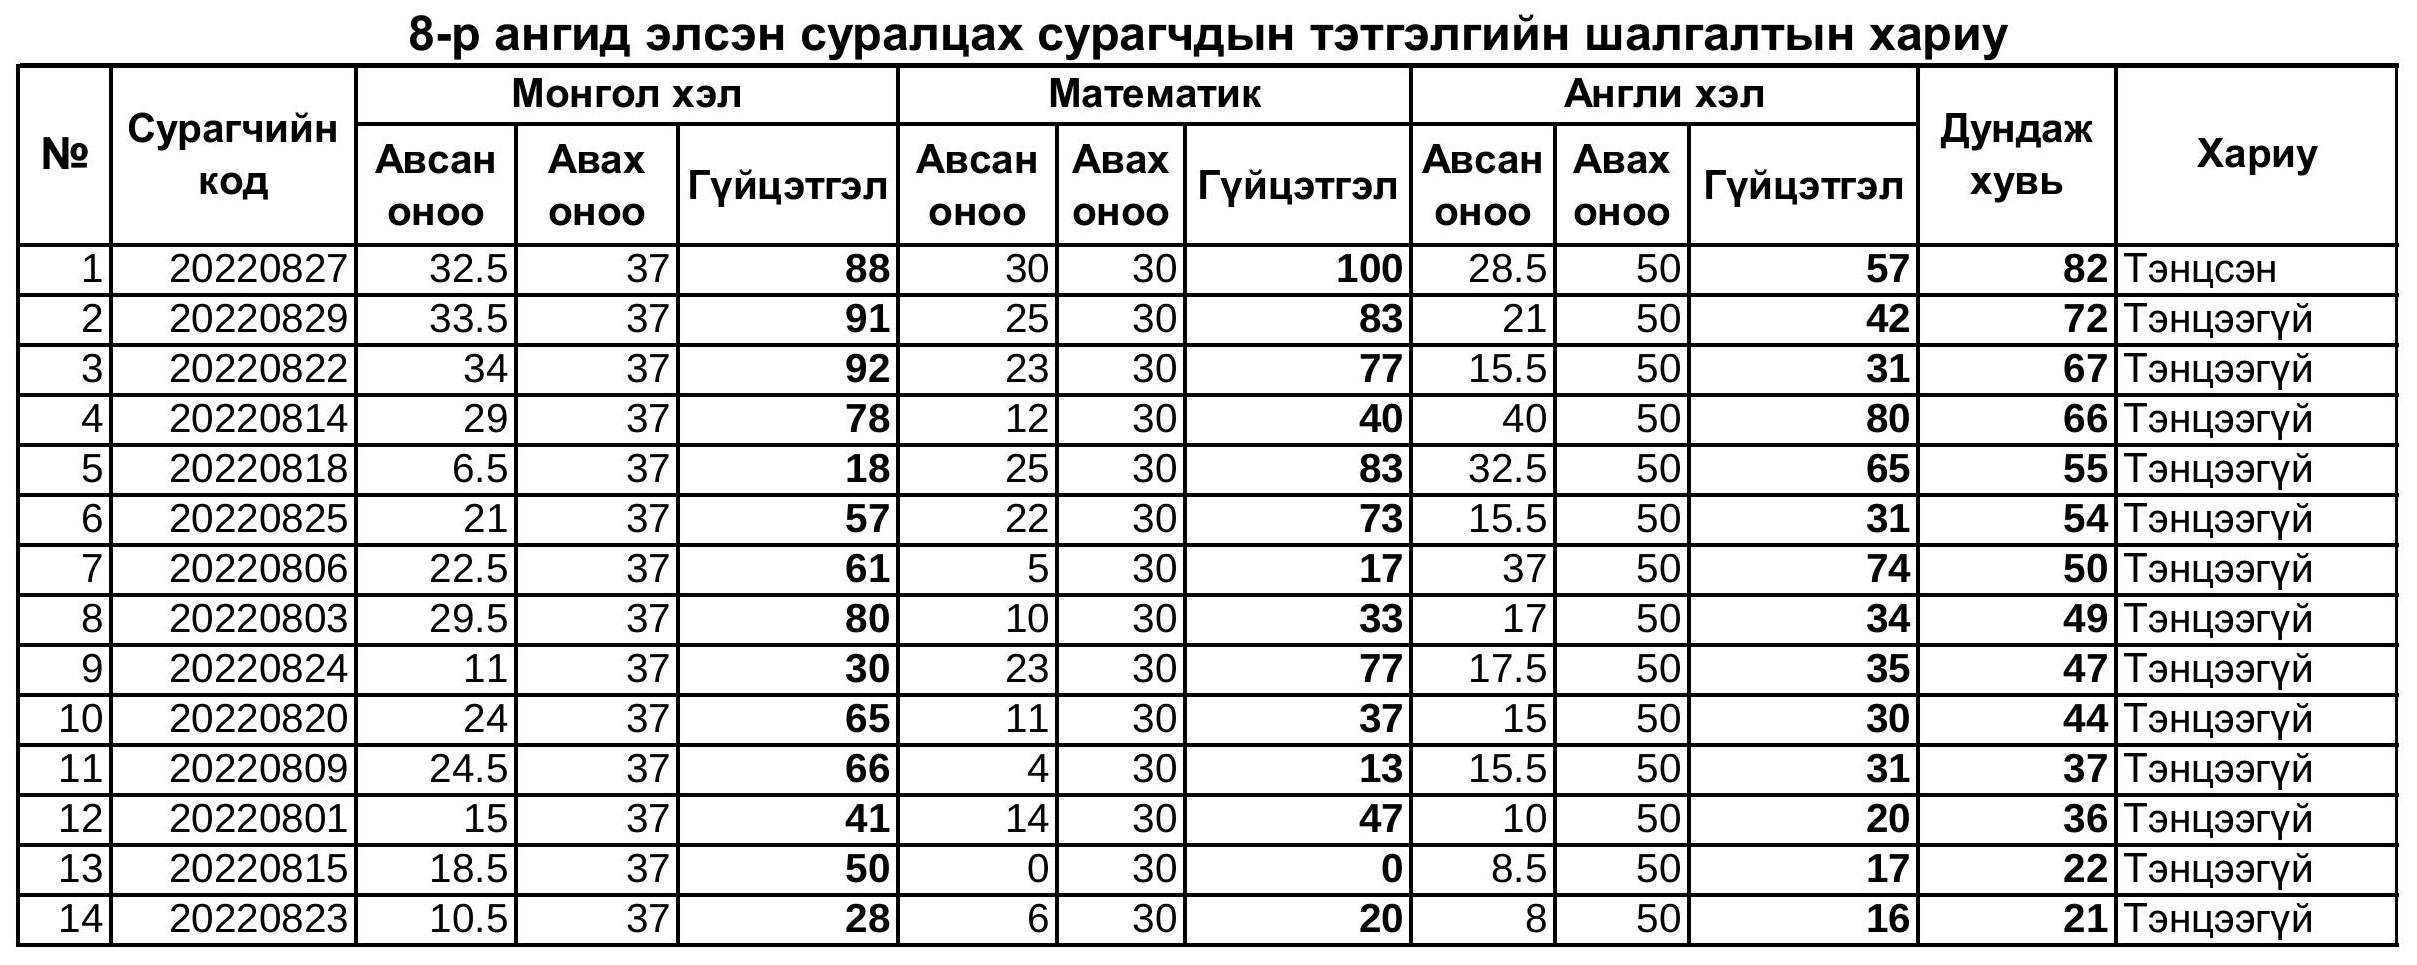 8-р ангид элсэн суралцах сурагчдын тэтгэлгийн шалгалтын хариу
№ Сурагчийн код Монгол хэл Математик Англи хэл Дундаж хувь Хариу
Авсан оноо Авах оноо Гүйцэтгэл Авсан оноо Авах оноо Гүйцэтгэл Авсан оноо Авах оноо Гүйцэтгэл
1 20220827 32.5 37 88 30 30 100 28.5 50 57 82 Тэнцсэн
2 20220829 33.5 37 91 25 30 83 21 50 42 72 Тэнцээгүй
3 20220822 34 37 92 23 30 77 15.5 50 31 67 Тэнцээгүй
4 20220814 29 37 78 12 30 40 40 50 80 66 Тэнцээгүй
5 20220818 6.5 37 18 25 30 83 32.5 50 65 55 Тэнцээгүй
6 20220825 21 37 57 22 30 73 15.5 50 31 54 Тэнцээгүй
7 20220806 22.5 37 61 5 30 17 37 50 74 50 Тэнцээгүй
8 20220803 29.5 37 80 10 30 33 17 50 34 49 Тэнцээгүй
9 20220824 11 37 30 23 30 77 17.5 50 35 47 Тэнцээгүй
10 20220820 24 37 65 11 30 37 15 50 30 44 Тэнцээгүй
11 20220809 24.5 37 66 4 30 13 15.5 50 31 37 Тэнцээгүй
12 20220801 15 37 41 14 30 47 10 50 20 36 Тэнцээгүй
13 20220815 18.5 37 50 0 30 0 8.5 50 17 22 Тэнцээгүй
14 20220823 10.5 37 28 6 30 20 8 50 16 21 Тэнцээгүй